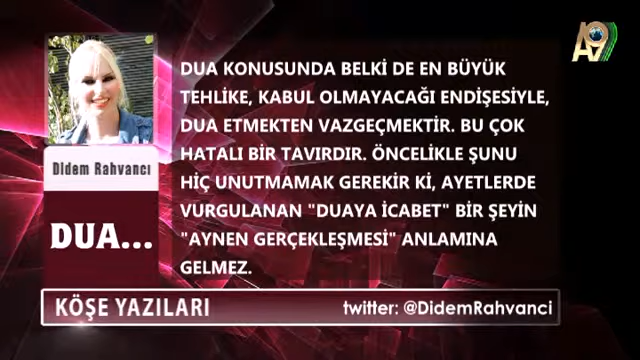 A9
DUA KONUSUNDA BELKİ DE EN BÜYÜK
TEHLİKE, KABUL OLMAYACAĞI ENDİŞESİYLE,
DUA ETMEKTEN VAZGEÇMEKTİR. BU ÇOK
HATALI BİR TAVIRDIR. ÖNCELİKLE ŞUNU
HİÇ UNUTMAMAK GEREKİR Kİ, AYETLERDE
VURGULANAN "DUAYA İCABET" BİR ŞEYİN
"AYNEN GERÇEKLEŞMESİ" ANLAMINA
GELMEZ.
Didem Rahvancı
DUA...
KÖŞE YAZILARI
twitter: @DidemRahvanci